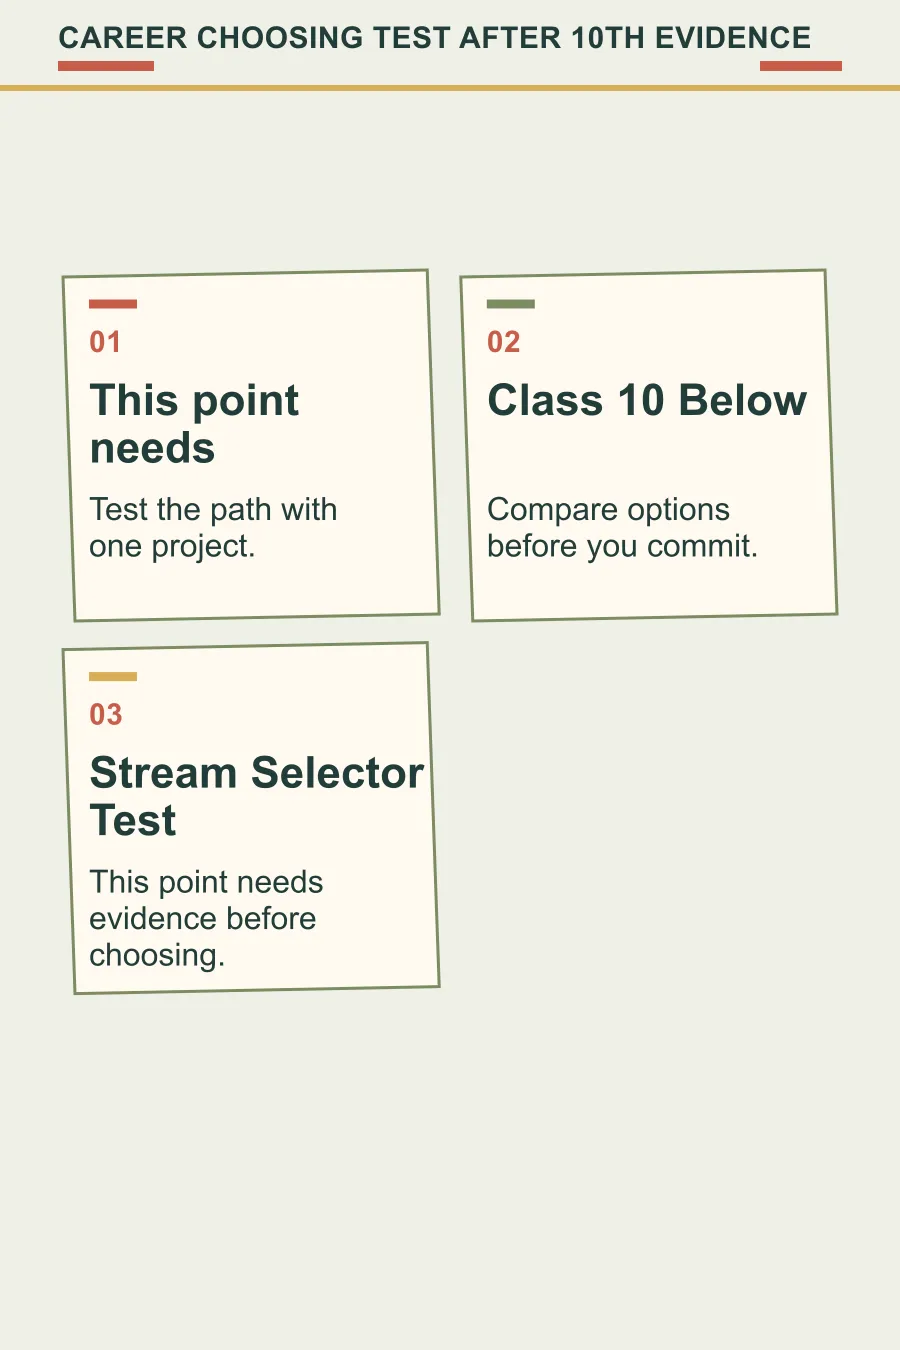 CAREER CHOOSING TEST AFTER 10TH EVIDENCE
01
This point
needs
Test the path with
one project.
02
Class 10 Below
Compare options
before you commit.
03
Stream Selector
Test
This point needs
evidence before
choosing.